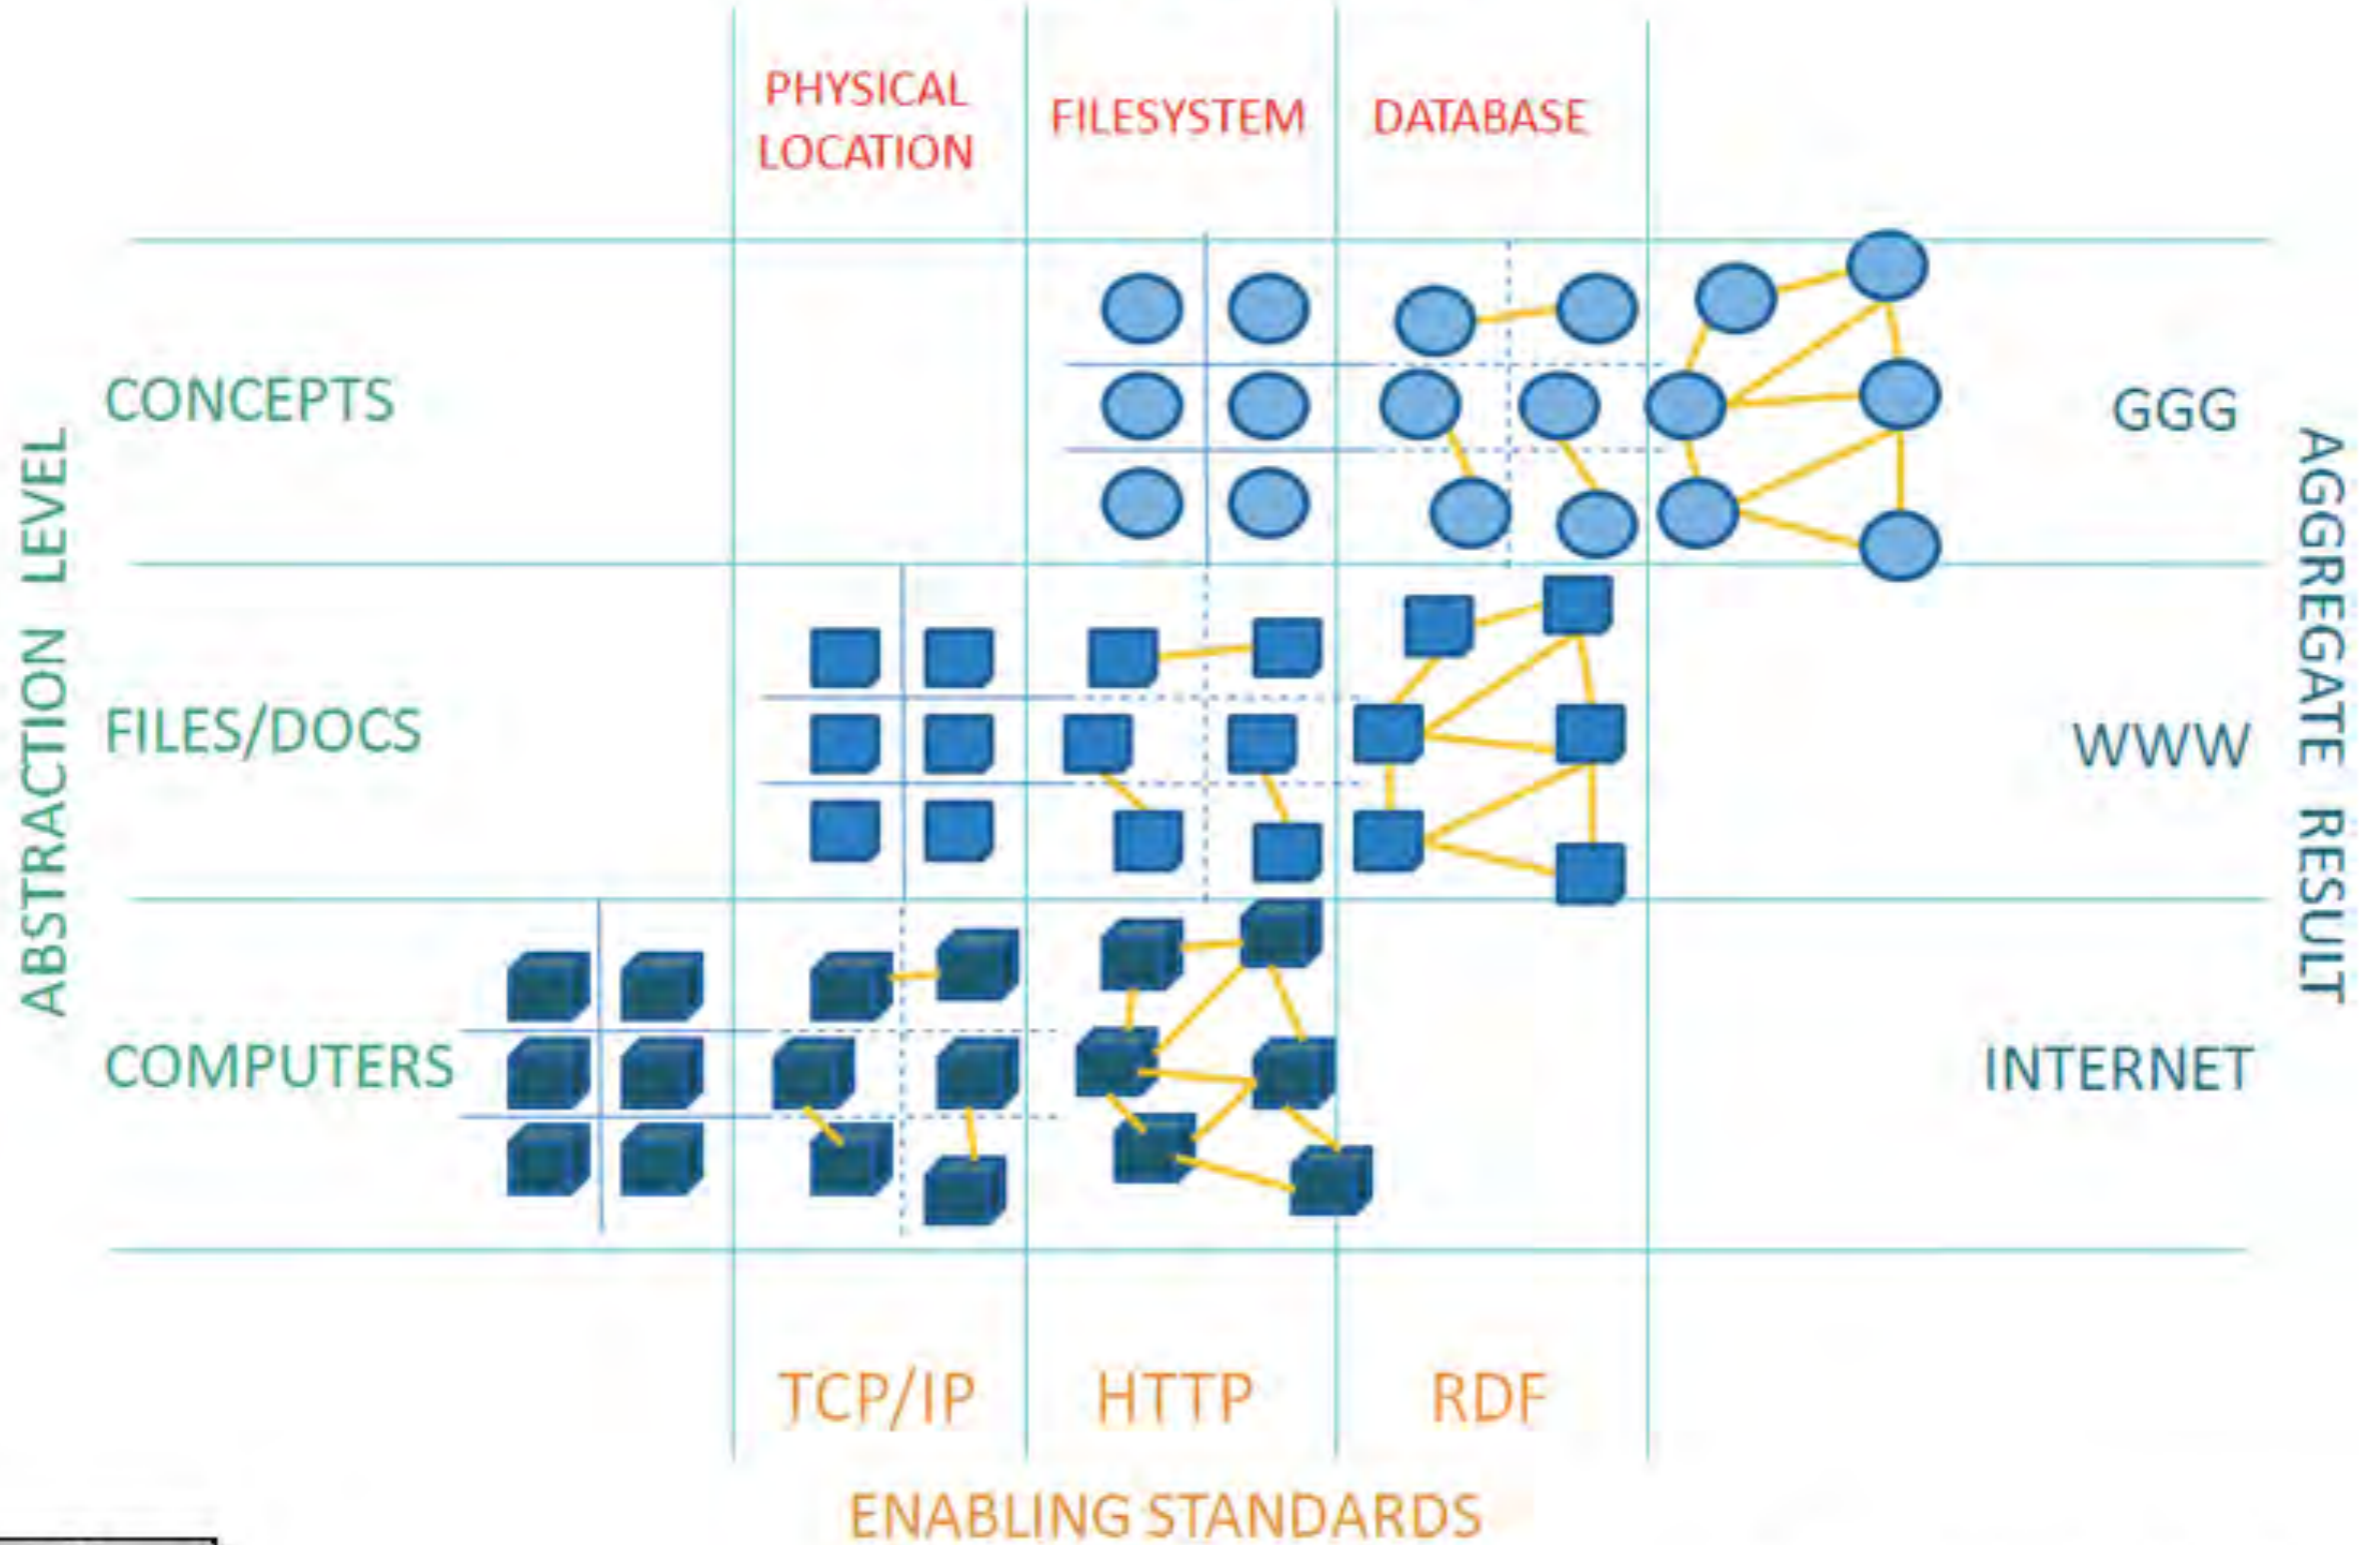 PHYSICAL
LOCATION
FILESYSTEM
DATABASE
ABSTRACTION LEVEL
CONCEPTS
GGG
FILES/DOCS
WWW
COMPUTERS
INTERNET
AGGREGATE RESULT
TCP/IP
HTTP
RDF
ENABLING STANDARDS